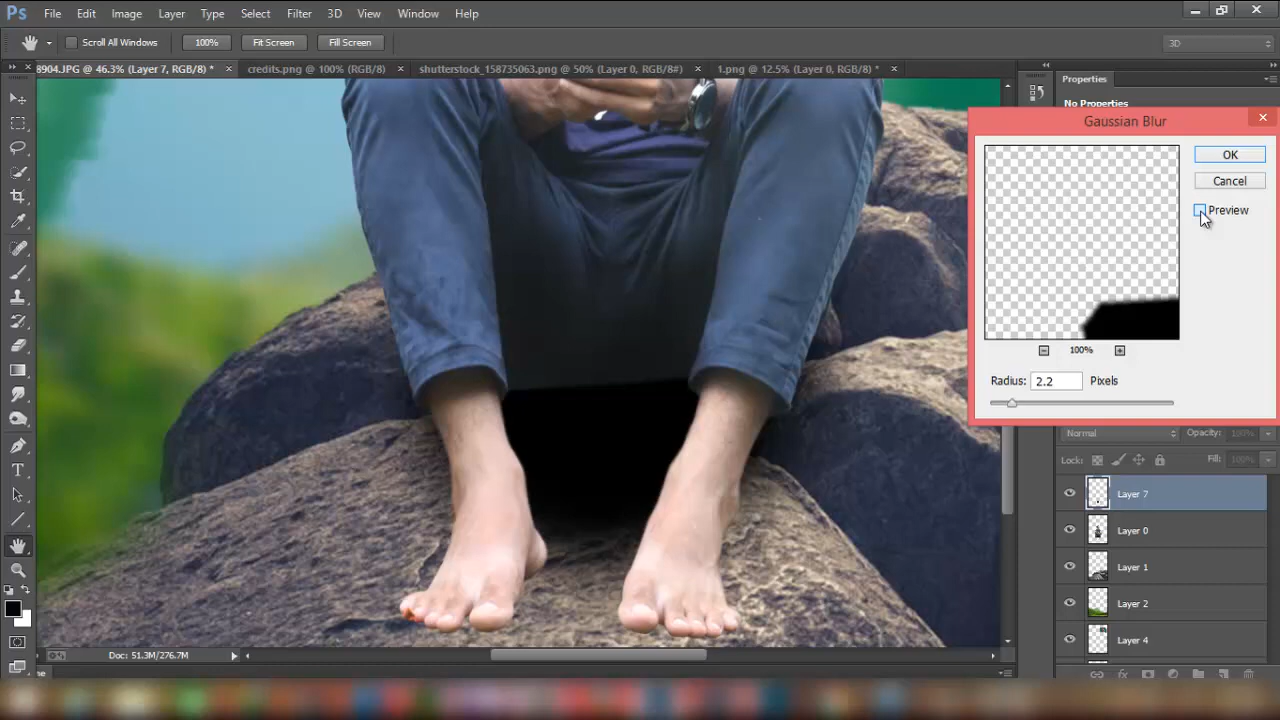 Ps File Edit Image Layer Type Select Filter 3D View Window Help
Scroll All Windows 100% Fit Screen Fill Screen 3D
8904.JPG @ 46.3% (Layer 7, RGB/8) * × credits.png @ 100% (RGB/8) × shutterstock_158735063.png @ 50% (Layer 0, RGB/8#) × 1.png @ 12.5% (Layer 0, RGB/8) * ×
Properties
No Properties
Gaussian Blur
OK
Cancel
Preview
100%
Radius: 2.2 Pixels
Normal Opacity: 100%
Lock: Fill: 100%
Layer 7
Layer 0
Layer 1
Layer 2
Layer 4
Doc: 51.3M/276.7M